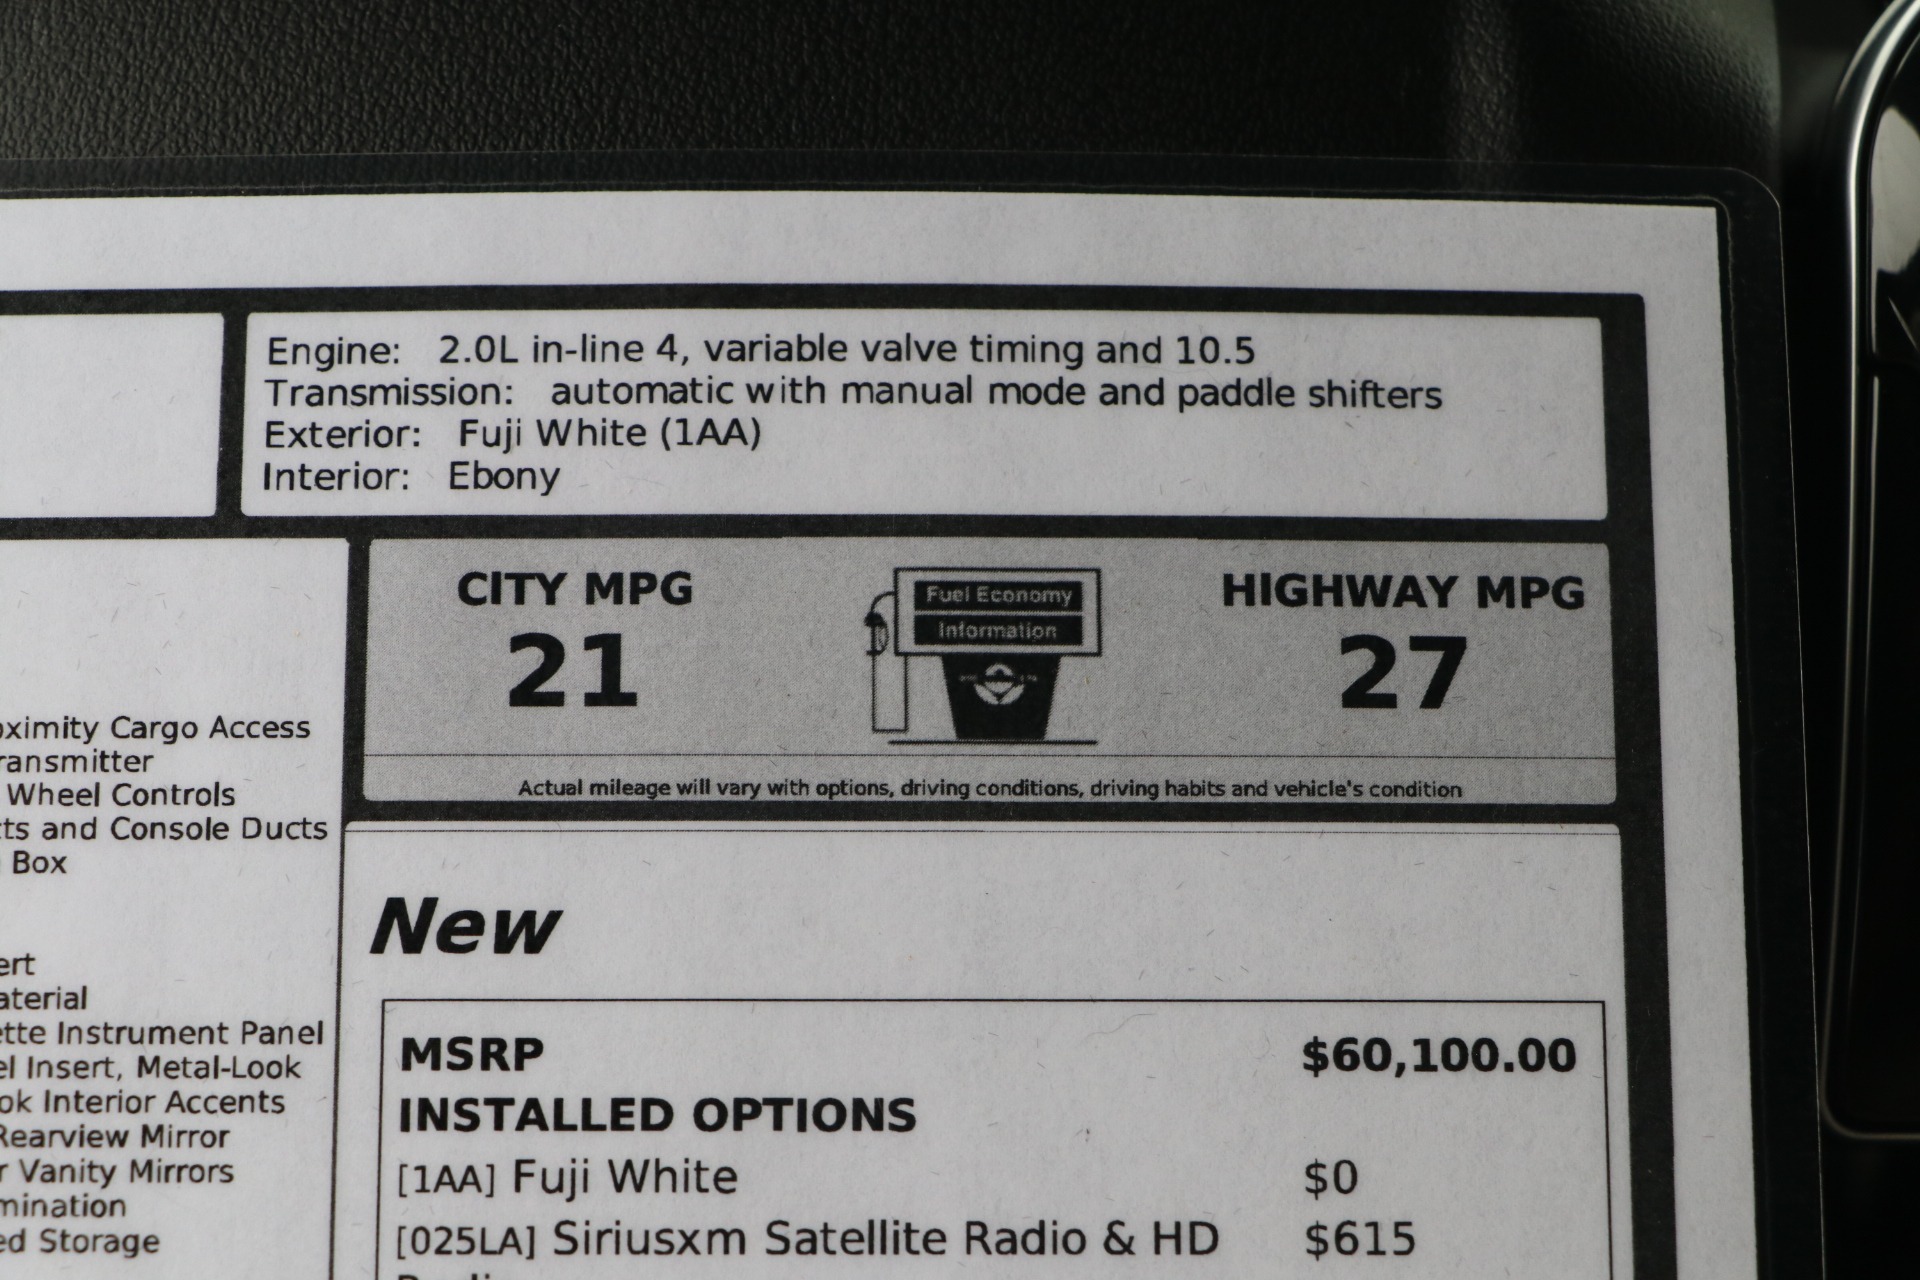 Engine: 2.0L in-line 4, variable valve timing and 10.5
Transmission: automatic with manual mode and paddle shifters
Exterior: Fuji White (1AA)
Interior: Ebony
CITY MPG
21
Fuel Economy
Information
HIGHWAY MPG
27
Actual mileage will vary with options, driving conditions, driving habits and vehicle's condition
oximity Cargo Access
ransmitter
Wheel Controls
ts and Console Ducts
Box
ert
aterial
ette Instrument Panel
el Insert, Metal-Look
ok Interior Accents
Rearview Mirror
r Vanity Mirrors
mination
ed Storage
New
MSRP $60,100.00
INSTALLED OPTIONS
[1AA] Fuji White $0
[025LA] Siriusxm Satellite Radio & HD $615